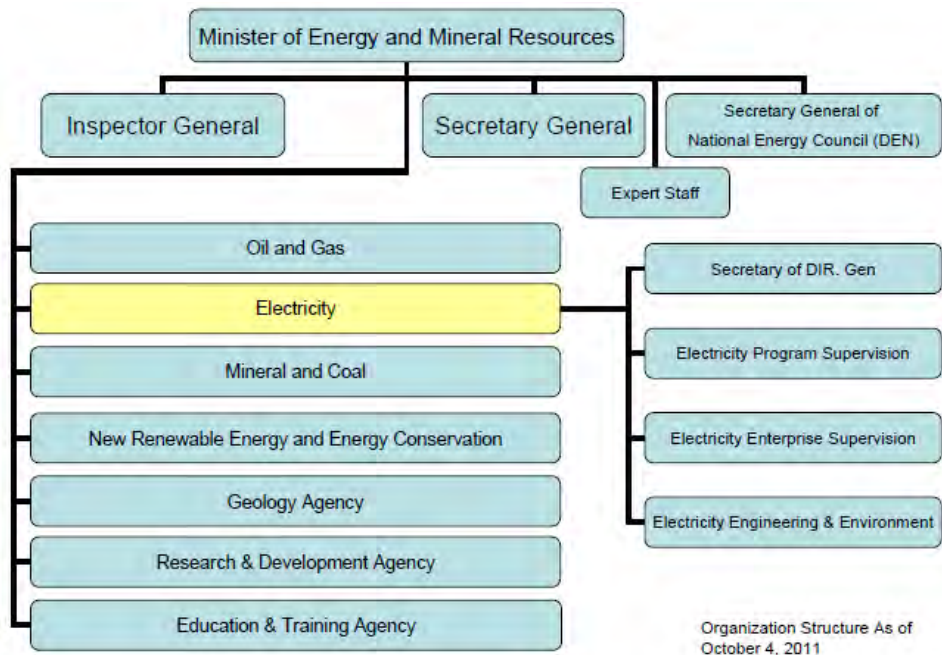 Minister of Energy and Mineral Resources
Inspector General
Secretary General
Secretary General of
National Energy Council (DEN)
Expert Staff
Oil and Gas
Electricity
Mineral and Coal
New Renewable Energy and Energy Conservation
Geology Agency
Research & Development Agency
Education & Training Agency
Secretary of DIR. Gen
Electricity Program Supervision
Electricity Enterprise Supervision
Electricity Engineering & Environment
Organization Structure As of
October 4, 2011